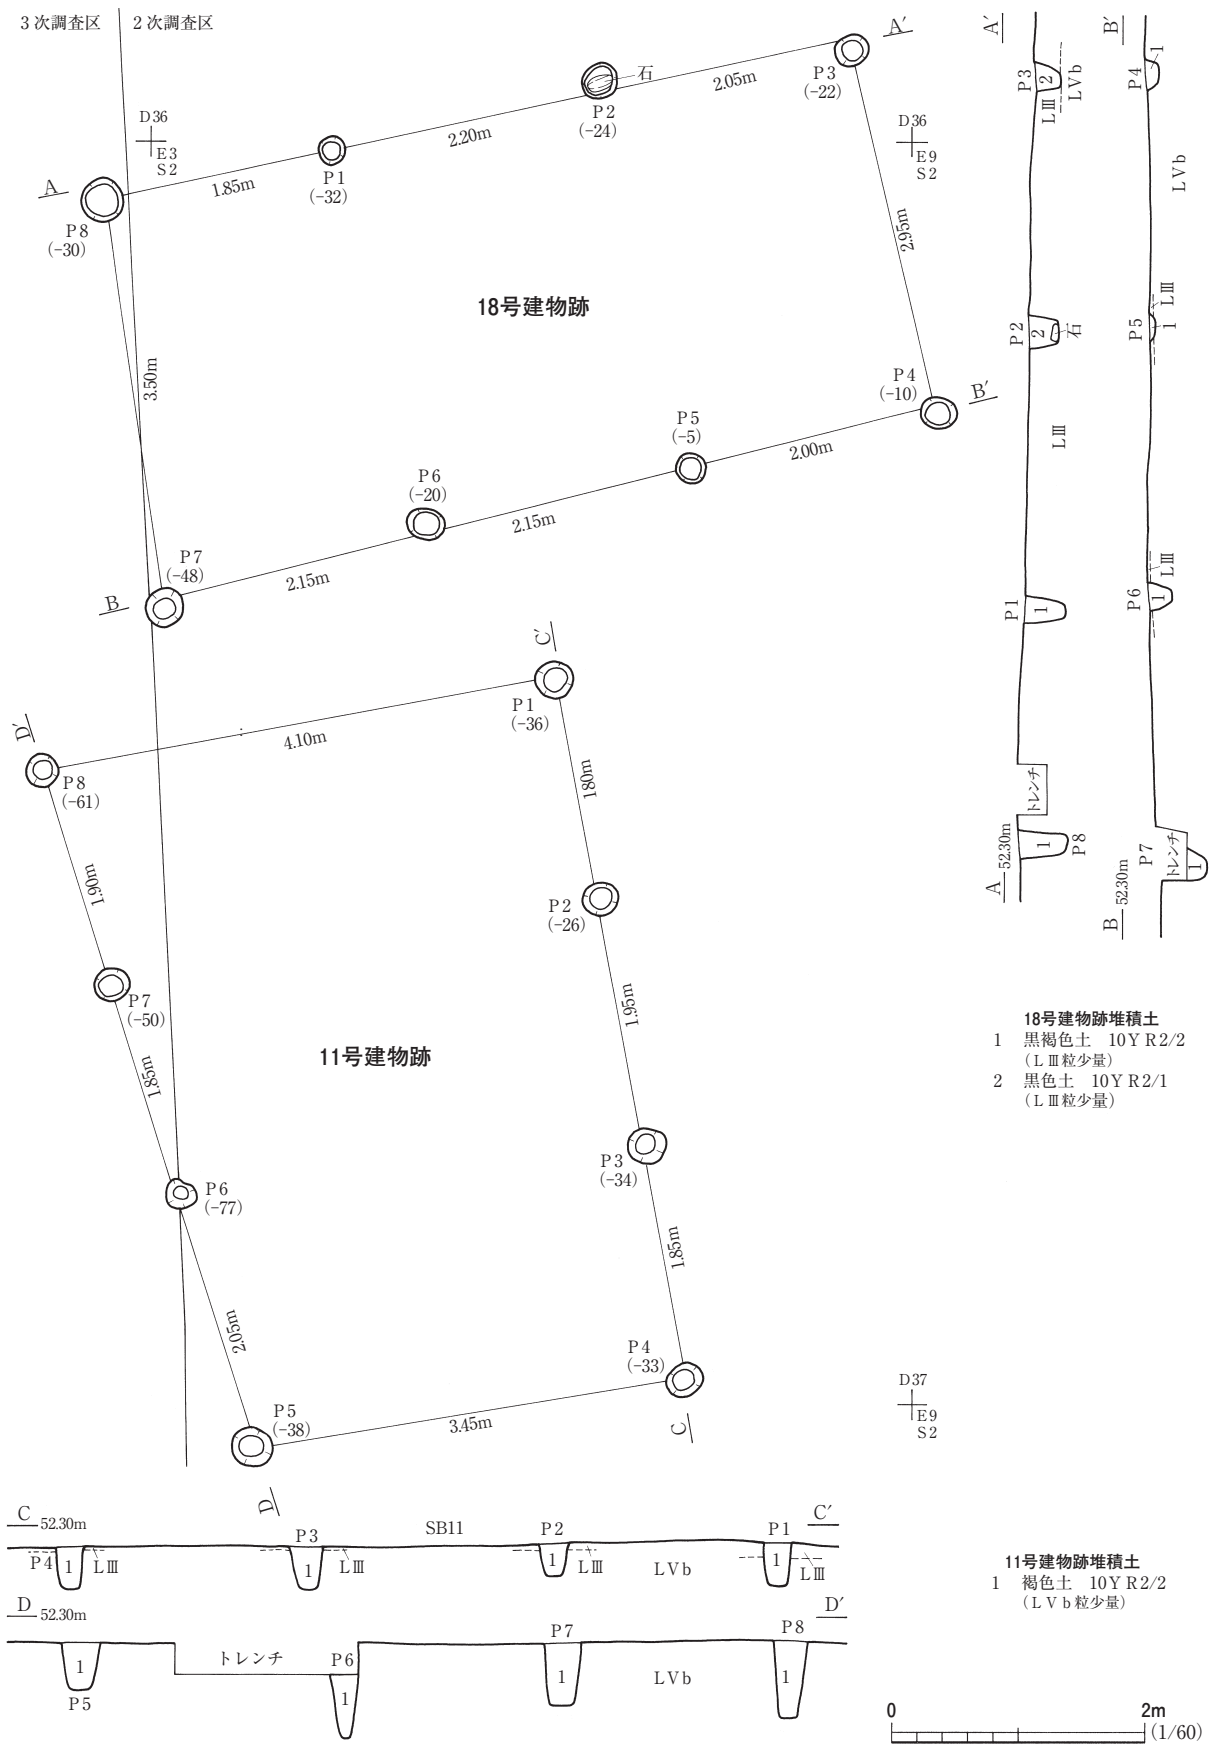 3次調査区 2次調査区
A′
P3
(-22)
2.05m
石
P2
(-24)
2.20m
D36
E3
S2
D36
E9
S2
P1
(-32)
1.85m
A
P8
(-30)
2.95m
18号建物跡
3.50m
P4
(-10)
B′
P5
(-5)
2.00m
P6
(-20)
2.15m
P7
(-48)
2.15m
B
C′
P1
(-36)
4.10m
D′
P8
(-61)
180m
1.90m
P2
(-26)
P7
(-50)
1.95m
11号建物跡
1.85m
P3
(-34)
P6
(-77)
1.85m
2.05m
P4
(-33)
P5
(-38)
3.45m
C
D
D37
E9
S2
A′
P3
2
LⅢ
LⅤb
P2
2
石
LⅢ
P1
1
トレンチ
1
P8
A 52.30m
B′
P4
1
LⅤb
LⅢ
P5
1
LⅢ
P6
1
P7
トレンチ
1
B 52.30m
18号建物跡堆積土
1 黒褐色土 10YR2/2
（LⅢ粒少量）
2 黒色土 10YR2/1
（LⅢ粒少量）
C 52.30m
P3
SB11
P2
P1
C′
P4
1
LⅢ
1
LⅢ
1
LⅢ
LⅤb
1
LⅢ
D 52.30m
D′
P7
P8
トレンチ
P6
1
P5
1
1
LⅤb
1
11号建物跡堆積土
1 褐色土 10YR2/2
（LⅤb粒少量）
0 2m
(1/60)